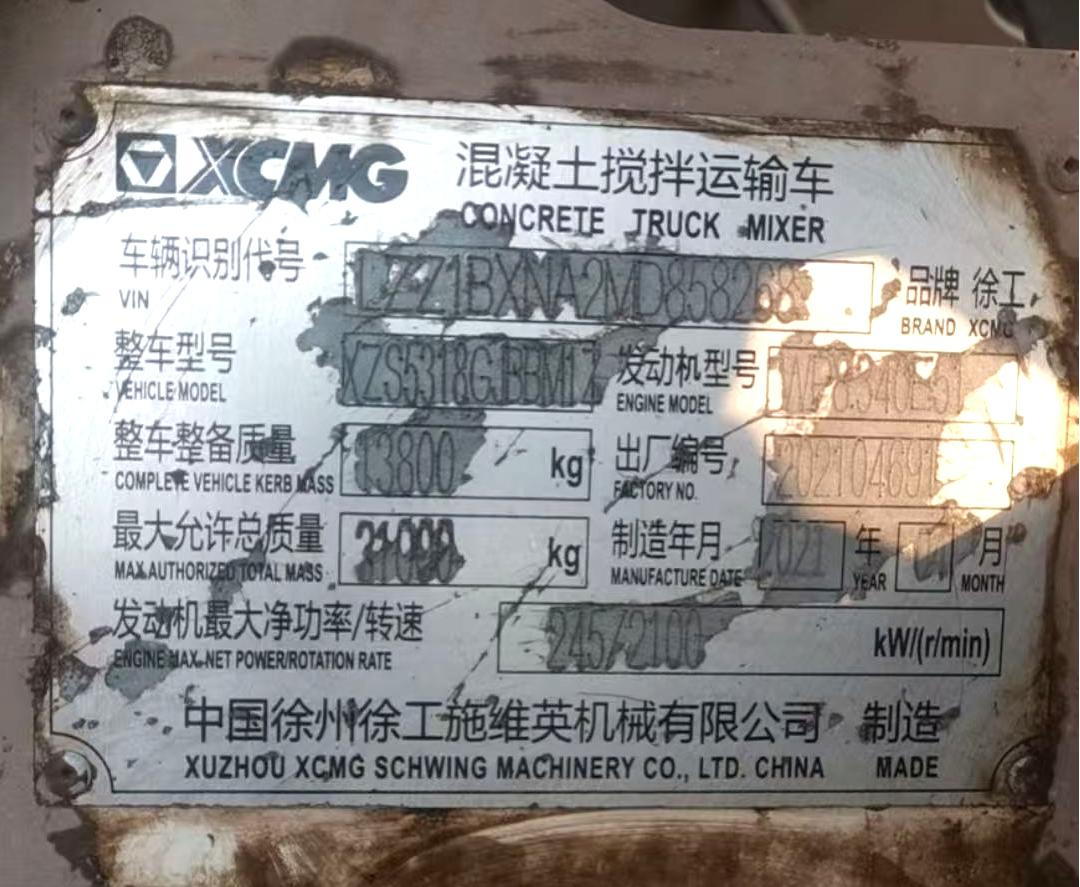 XCMG 混凝土搅拌运输车
CONCRETE TRUCK MIXER
车辆识别代号 LZZ1BXNA2MD858268 品牌 徐工
VIN BRAND XCMG
整车型号 XZS5318GJBBM1Z 发动机型号
VEHICLE MODEL ENGINE MODEL
整车整备质量 13800 kg 出厂编号
COMPLETE VEHICLE KERB MASS FACTORY NO.
最大允许总质量 kg 制造年月 2021 年 月
MAX.AUTHORIZED TOTAL MASS MANUFACTURE DATE YEAR MONTH
发动机最大净功率/转速 245/2100 kW/(r/min)
ENGINE MAX.NET POWER/ROTATION RATE
中国徐州徐工施维英机械有限公司 制造
XUZHOU XCMG SCHWING MACHINERY CO., LTD. CHINA MADE